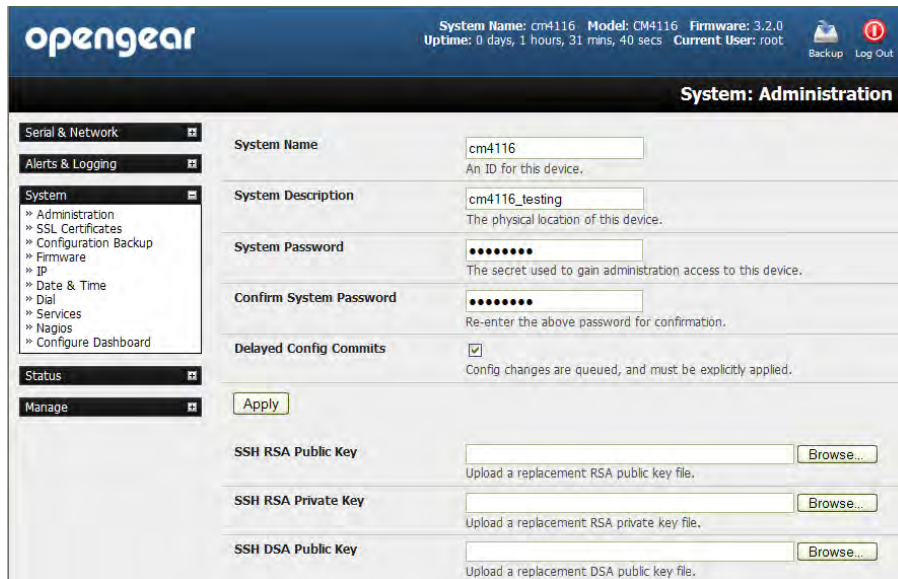 opengear
System Name: cm4116 Model: CM4116 Firmware: 3.2.0
Uptime: 0 days, 1 hours, 31 mins, 40 secs Current User: root
Backup
Log Out
System: Administration
Serial & Network
Alerts & Logging
System
» Administration
» SSL Certificates
» Configuration Backup
» Firmware
» IP
» Date & Time
» Dial
» Services
» Nagios
» Configure Dashboard
Status
Manage
System Name
cm4116
An ID for this device.
System Description
cm4116_testing
The physical location of this device.
System Password
••••••••
The secret used to gain administration access to this device.
Confirm System Password
••••••••
Re-enter the above password for confirmation.
Delayed Config Commits
Config changes are queued, and must be explicitly applied.
Apply
SSH RSA Public Key
Browse...
Upload a replacement RSA public key file.
SSH RSA Private Key
Browse...
Upload a replacement RSA private key file.
SSH DSA Public Key
Browse...
Upload a replacement DSA public key file.